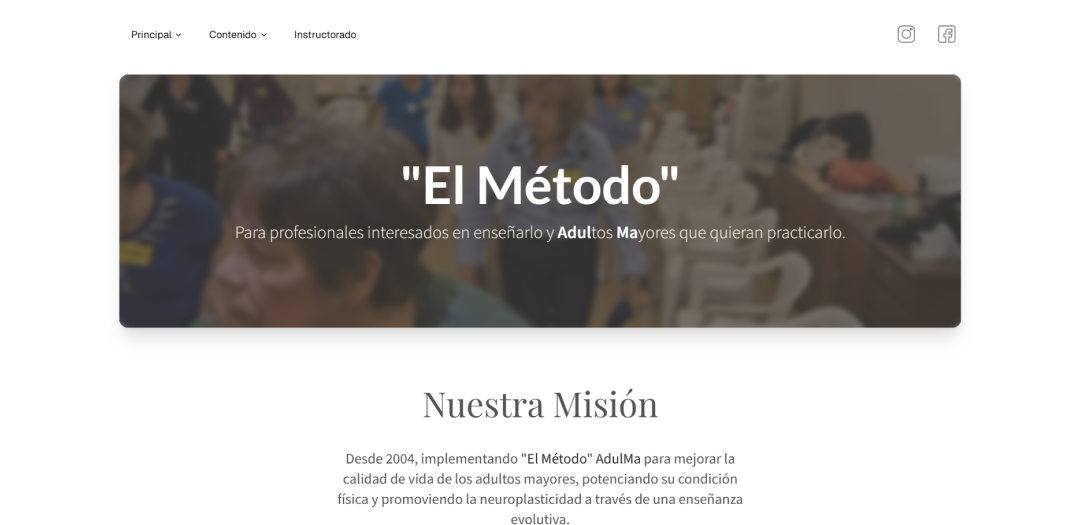 Principal
Contenido
Instructorado
"El Método"
Para profesionales interesados en enseñarlo y Adultos Mayores que quieran practicarlo.
Nuestra Misión
Desde 2004, implementando "El Método" AdulMa para mejorar la
calidad de vida de los adultos mayores, potenciando su condición
física y promoviendo la neuroplasticidad a través de una enseñanza
evolutiva.